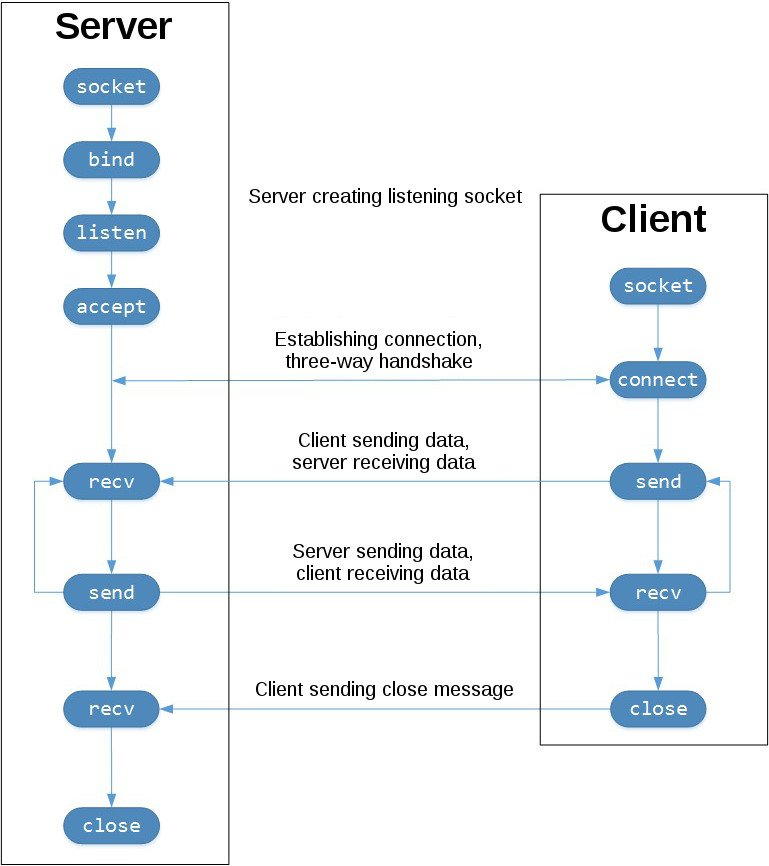 Server
socket
bind
listen
accept
recv
send
recv
close
Server creating listening socket
Establishing connection,
three-way handshake
Client sending data,
server receiving data
Server sending data,
client receiving data
Client sending close message
Client
socket
connect
send
recv
close